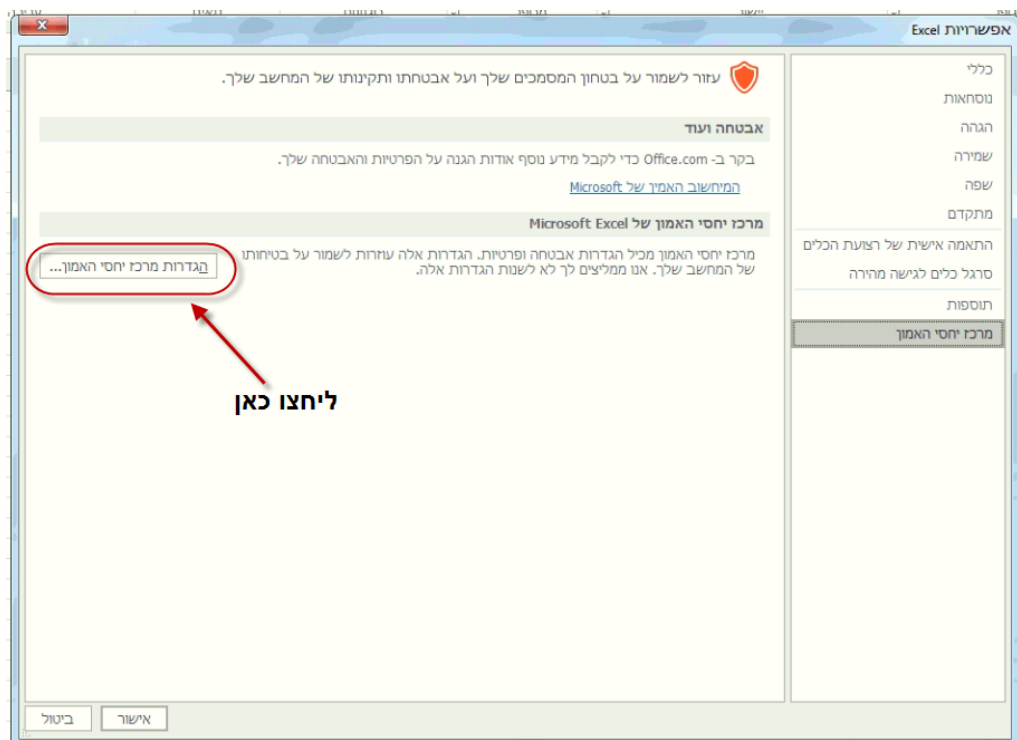 אפשרויות Excel
X
כללי
נוסחאות
הגהה
שמירה
שפה
מתקדם
התאמה אישית של רצועת הכלים
סרגל כלים לגישה מהירה
תוספות
מרכז יחסי האמון
עזור לשמור על בטחון המסמכים שלך ועל אבטחתו ותקינותו של המחשב שלך.
אבטחה ועוד
בקר ב- Office.com כדי לקבל מידע נוסף אודות הגנה על הפרטיות והאבטחה שלך.
המיחשוב האמין של Microsoft
מרכז יחסי האמון של Microsoft Excel
מרכז יחסי האמון מכיל הגדרות אבטחה ופרטיות. הגדרות אלה עוזרות לשמור על בטיחותו
של המחשב שלך. אנו ממליצים לך לא לשנות הגדרות אלה.
הגדרות מרכז יחסי האמון...
ליחצו כאן
אישור
ביטול